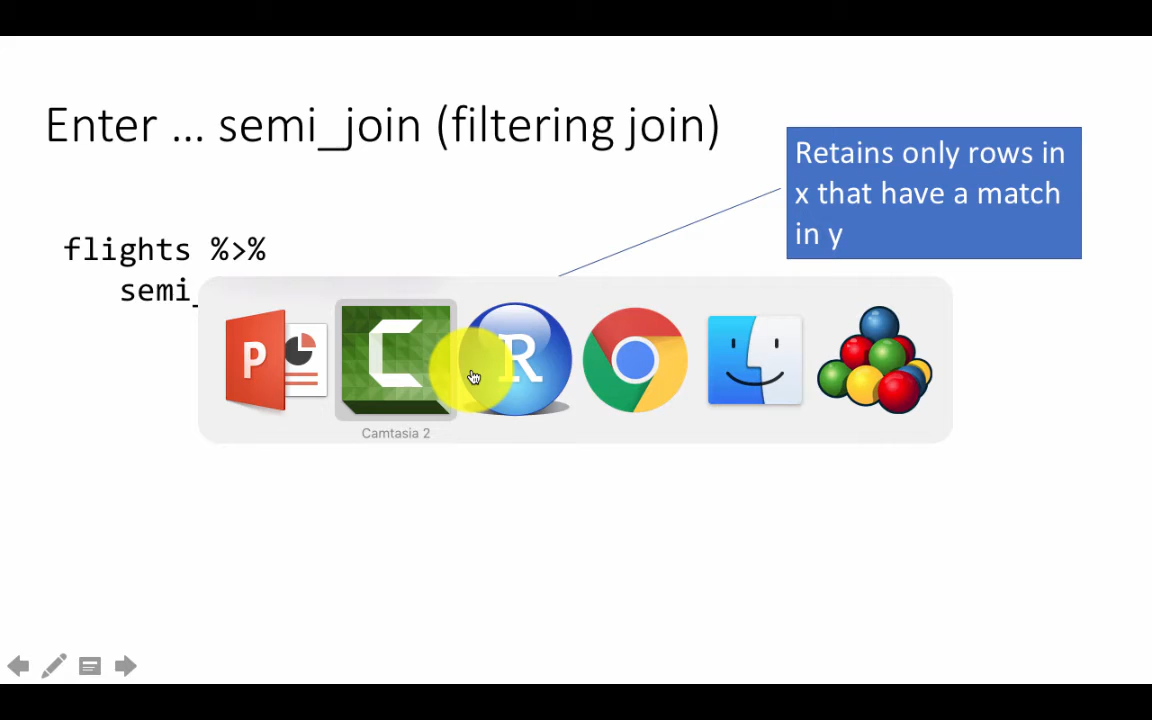 Enter … semi_join (filtering join)
Retains only rows in
x that have a match
in y
flights %>%
semi_
P
C
R
Camtasia 2